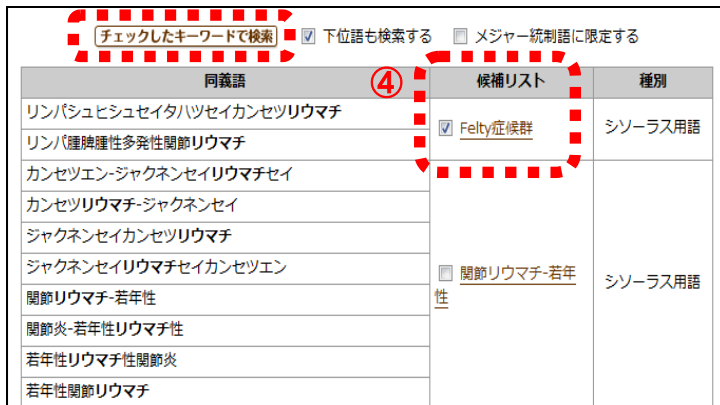 チェックしたキーワードで検索 下位語も検索する メジャー統制語に限定する
④
同義語 候補リスト 種別
リンパシュヒシュセイタハツセイカンセツリウマチ
リンパ腫脾腫性多発性関節リウマチ
Felty症候群
シソーラス用語
カンセツエン-ジャクネンセイリウマチセイ
カンセツリウマチ-ジャクネンセイ
ジャクネンセイカンセツリウマチ
ジャクネンセイリウマチセイカンセツエン
関節リウマチ-若年性
関節炎-若年性リウマチ性
若年性リウマチ性関節炎
若年性関節リウマチ
関節リウマチ-若年
性
シソーラス用語